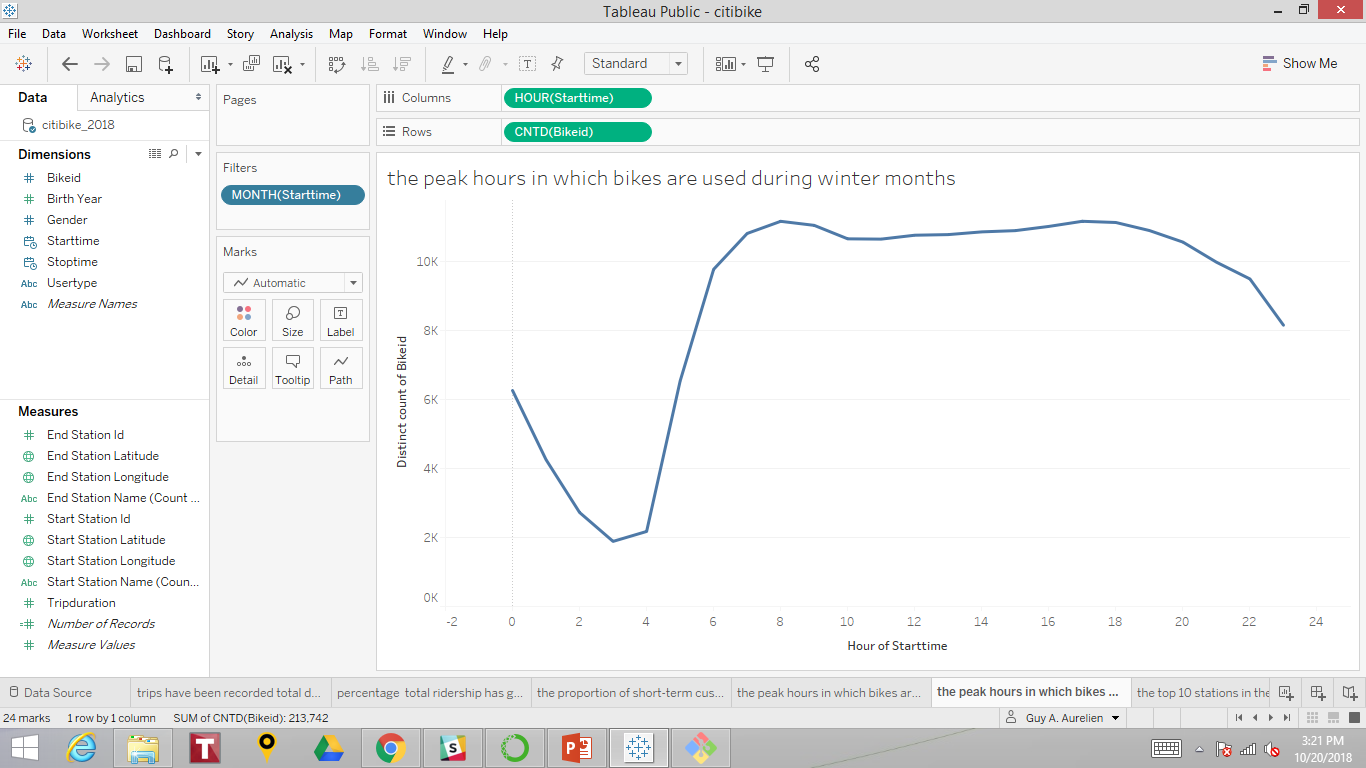 Tableau Public - citibike
File Data Worksheet Dashboard Story Analysis Map Format Window Help
Standard
Show Me
Data Analytics
citibike_2018
Dimensions
Bikeid
Birth Year
Gender
Starttime
Stoptime
Abc Usertype
Abc Measure Names
Measures
End Station Id
End Station Latitude
End Station Longitude
Abc End Station Name (Count ...
Start Station Id
Start Station Latitude
Start Station Longitude
Abc Start Station Name (Coun...
Tripduration
Number of Records
Measure Values
Pages
Filters
MONTH(Starttime)
Marks
Automatic
Color Size Label
Detail Tooltip Path
Columns HOUR(Starttime)
Rows CNTD(Bikeid)
the peak hours in which bikes are used during winter months
Distinct count of Bikeid
10K
8K
6K
4K
2K
0K
-2 0 2 4 6 8 10 12 14 16 18 20 22 24
Hour of Starttime
Data Source trips have been recorded total d... percentage total ridership has g... the proportion of short-term cus... the peak hours in which bikes ar... the peak hours in which bikes ... the top 10 stations in the
24 marks 1 row by 1 column SUM of CNTD(Bikeid): 213,742 Guy A. Aurelien
3:21 PM
10/20/2018